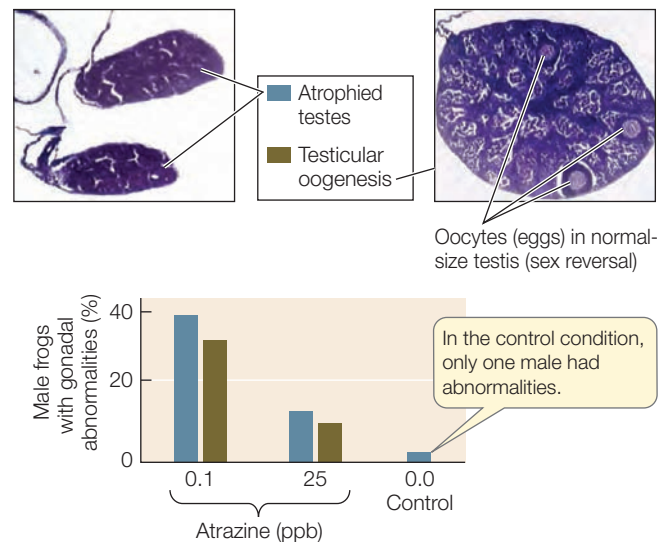 Atrophied
testes
Testicular
oogenesis
Oocytes (eggs) in normal-
size testis (sex reversal)
Male frogs
with gonadal
abnormalities (%)
40
20
0
In the control condition,
only one male had
abnormalities.
0.1
25
0.0
Control
Atrazine (ppb)